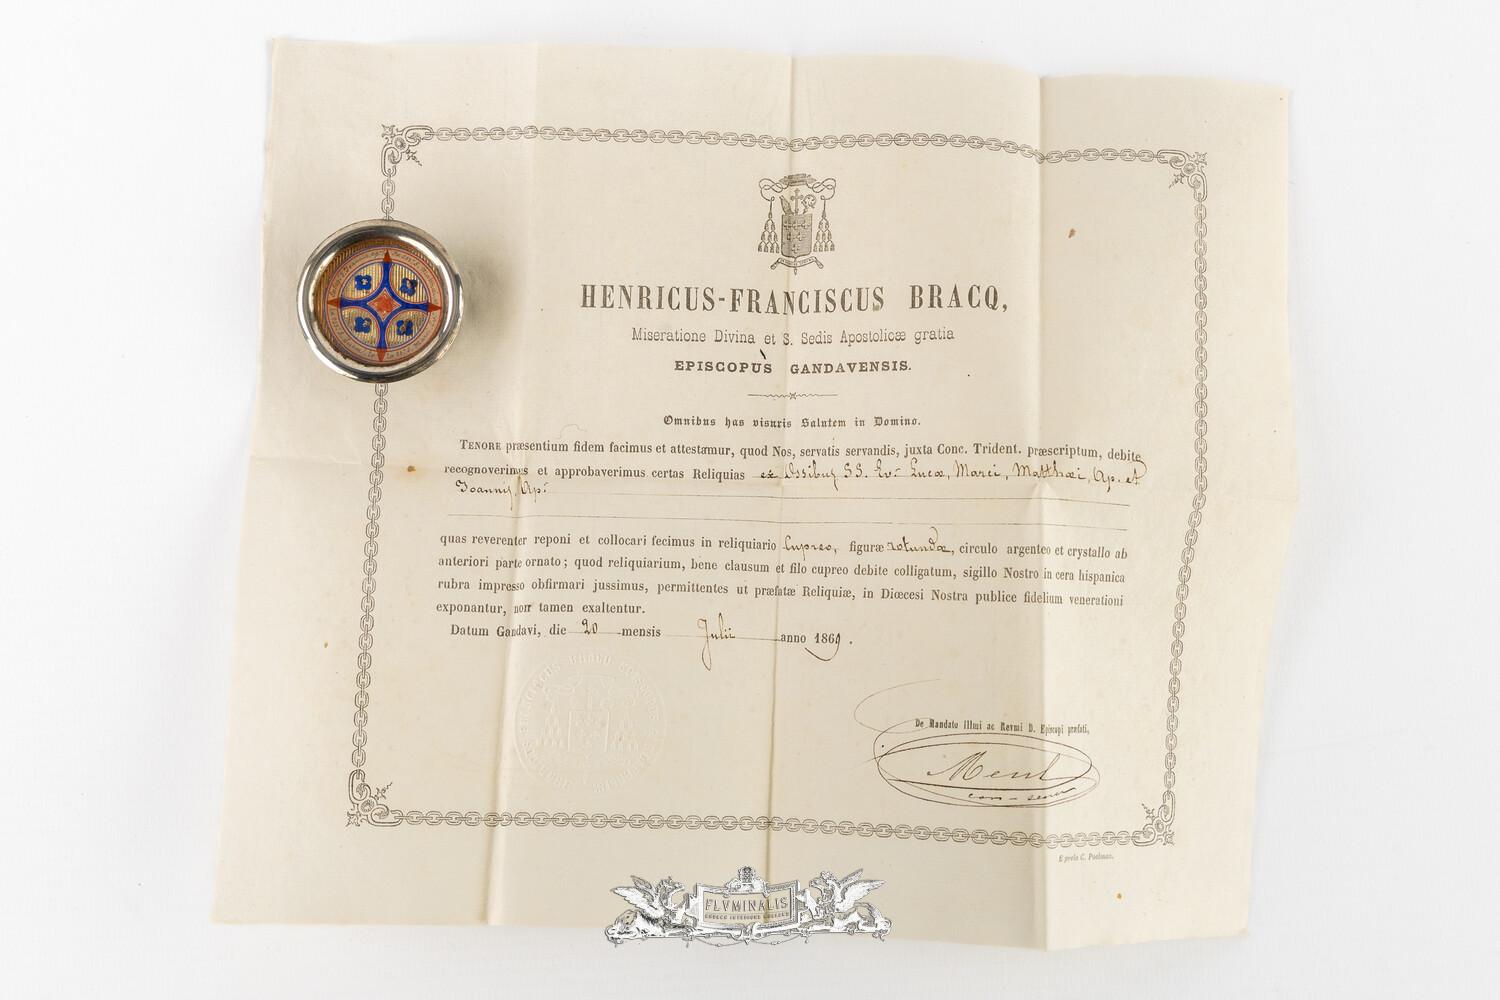 HENRICUS-FRANCISCUS BRACQ,
Miseratione Divina et S. Sedis Apostolicæ gratia
EPISCOPUS GANDAVENSIS.
Omnibus has visuris Salutem in Domino.
TENORE præsentium fidem facimus et attestamur, quod Nos, servatis servandis, juxta Conc. Trident. præscriptum, debite
recognoverimus et approbaverimus certas Reliquias ex Ossibus SS. Ev. Lucæ, Marci, Matthæi, Ap. et
Joannis, Ap.
quas reverenter reponi et collocari fecimus in reliquiario cupreo, figuræ rotundæ, circulo argenteo et crystallo ab
anteriori parte ornato; quod reliquiarium, bene clausum et filo cupreo debite colligatum, sigillo Nostro in cera hispanica
rubra impresso obfirmari jussimus, permittentes ut præfatæ Reliquiæ, in Diœcesi Nostra publice fidelium venerationi
exponantur, non tamen exaltentur.
Datum Gandavi, die 20 mensis Julii anno 1869.
De Mandato Illmi ac Revmi D. Episcopi præfati,
E prelo C. Poelman.
FLVMINALIS